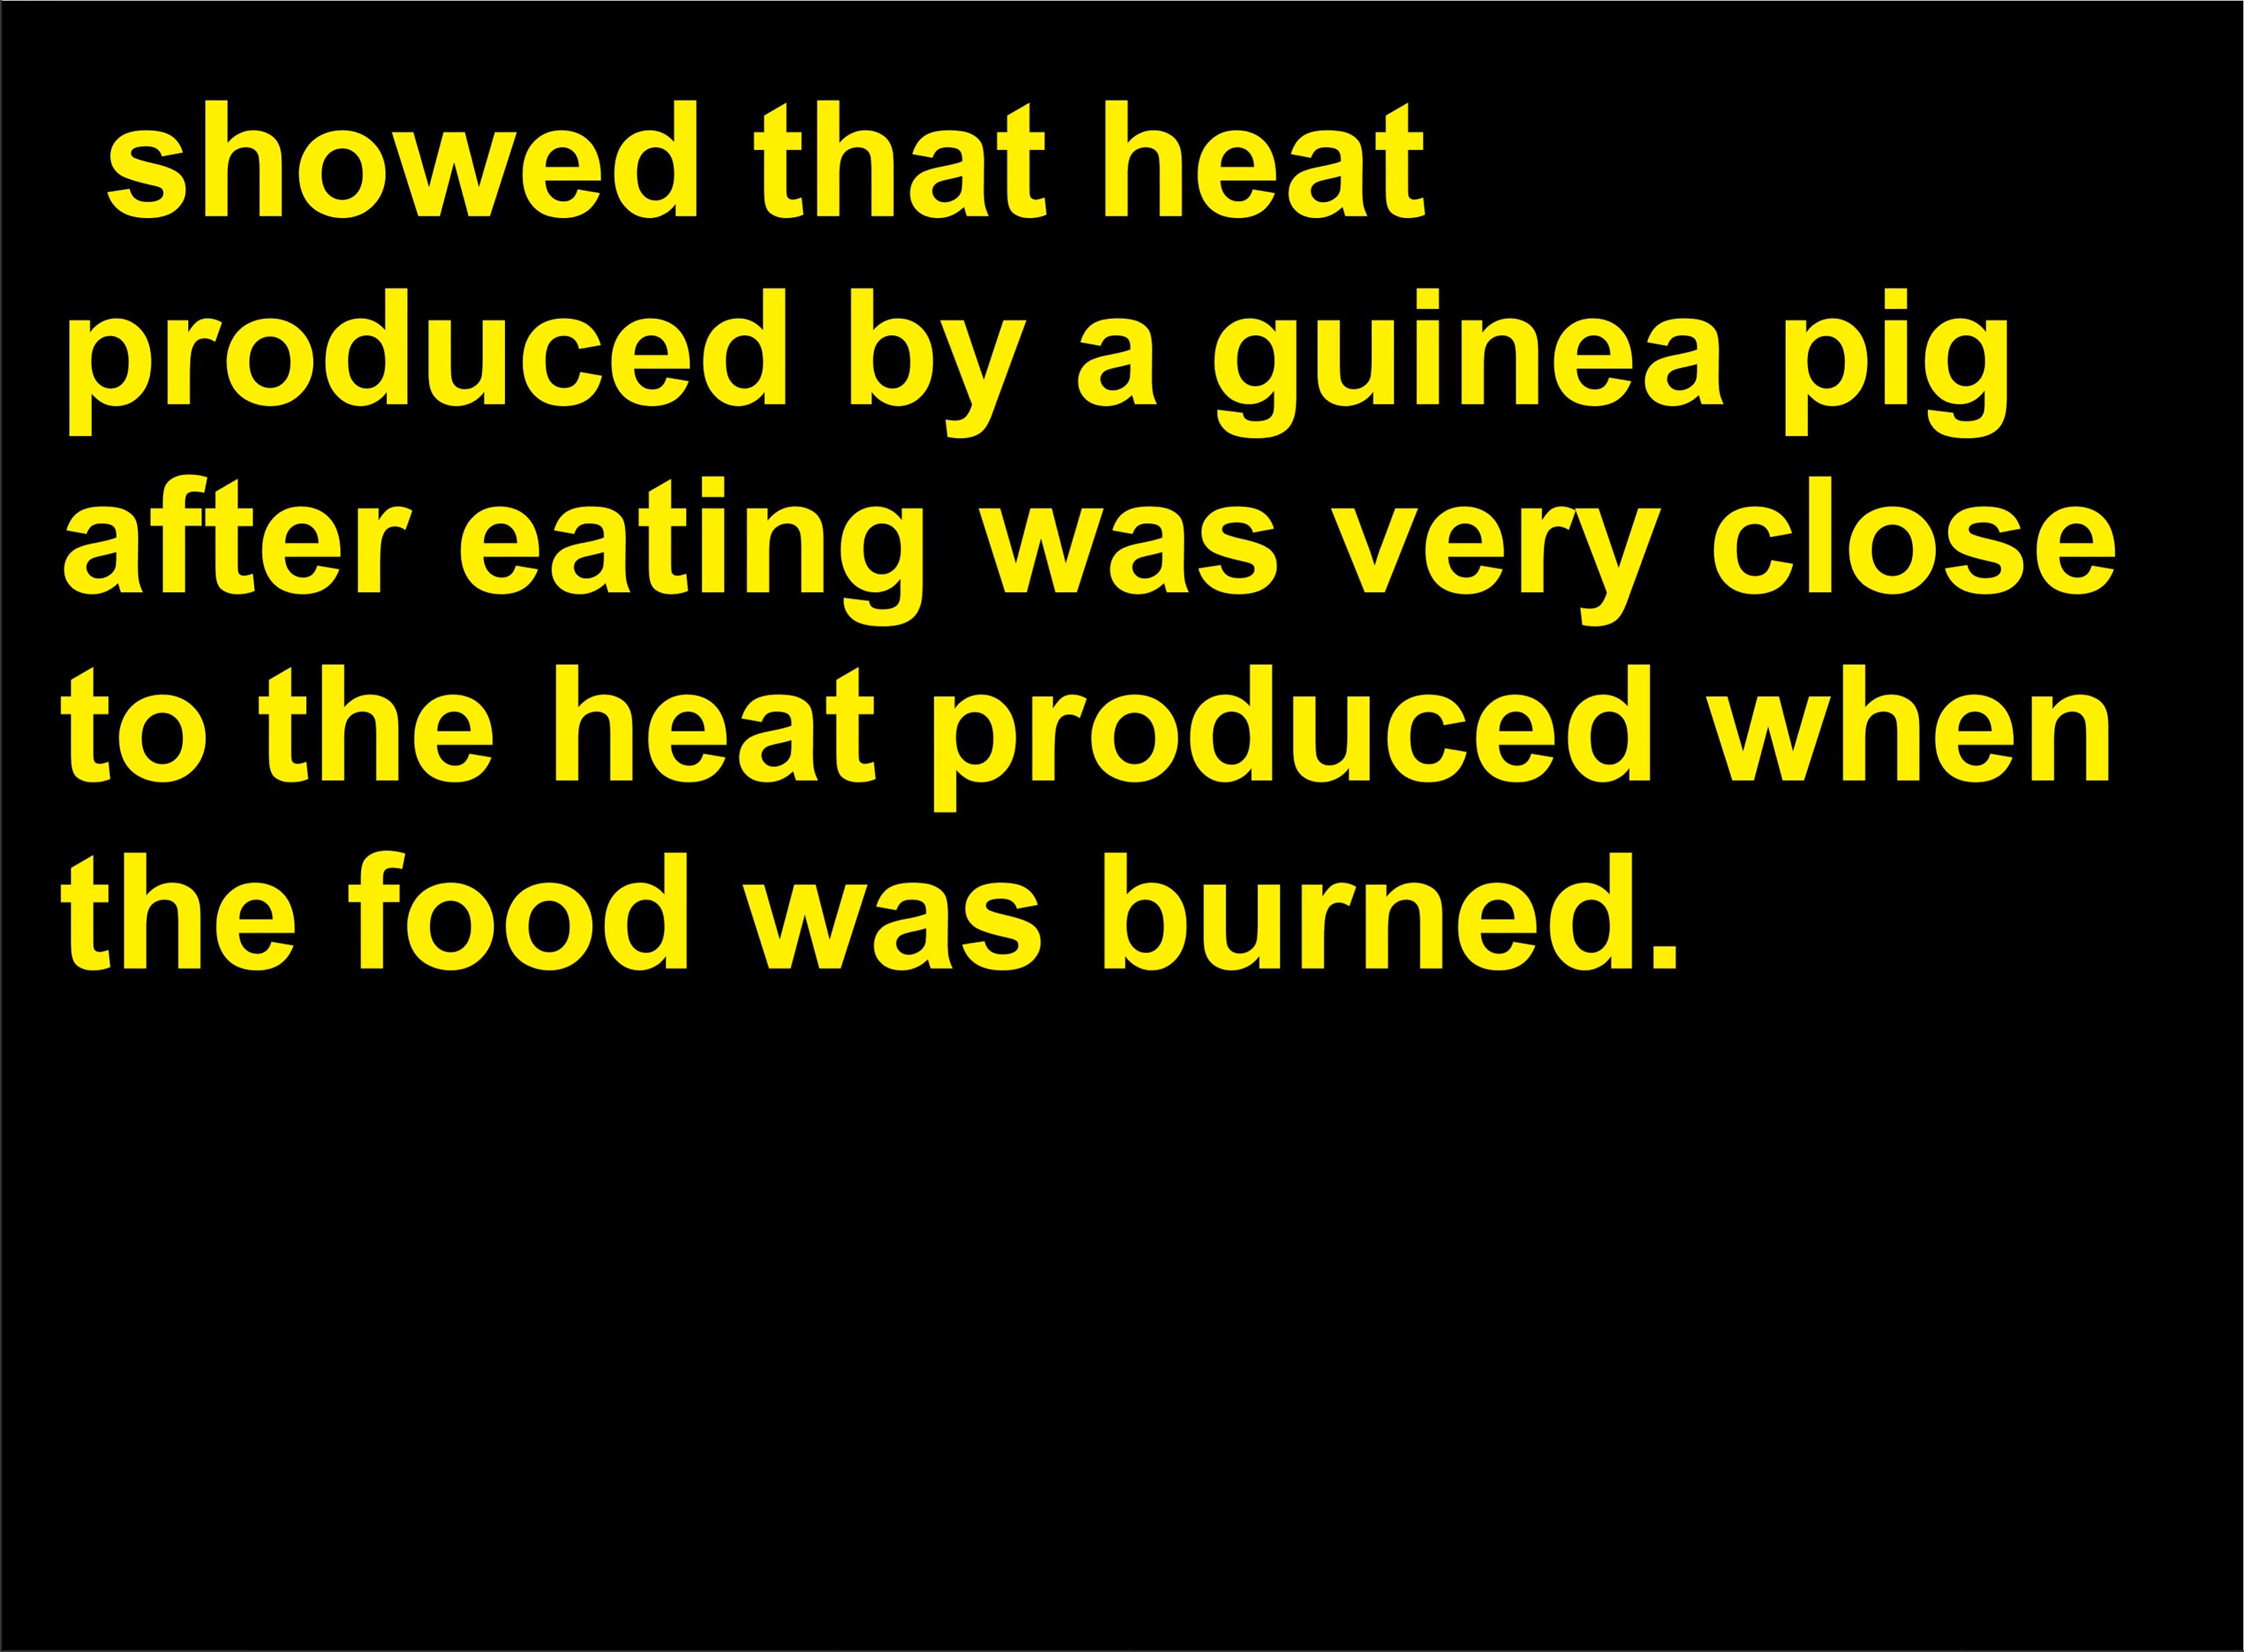 showed that heat
produced by a guinea pig
after eating was very close
to the heat produced when
the food was burned.